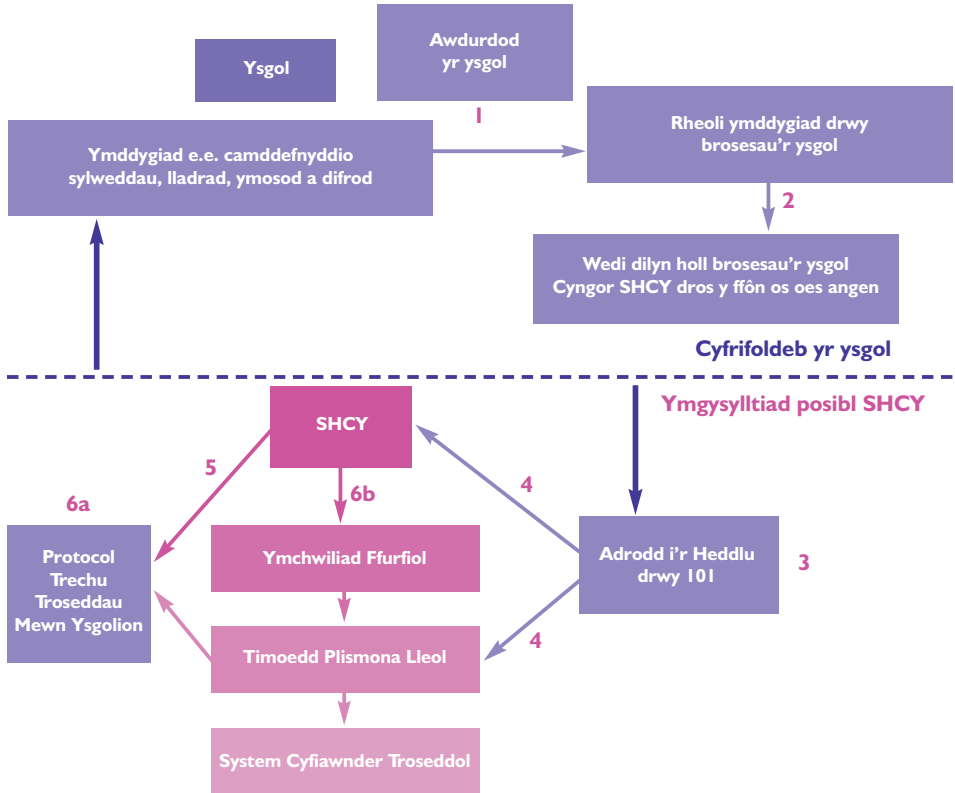 Ysgol
Awdurdod
yr ysgol
1
Ymddygiad e.e. camddefnyddio
sylweddau, lladrad, ymosod a difrod
Rheoli ymddygiad drwy
brosesau'r ysgol
2
Wedi dilyn holl brosesau'r ysgol
Cyngor SHCY dros y ffôn os oes angen
Cyfrifoldeb yr ysgol
Ymgysylltiad posibl SHCY
SHCY
5
4
6a
6b
Protocol
Trechu
Troseddau
Mewn Ysgolion
Ymchwiliad Ffurfiol
Adrodd i'r Heddlu
drwy 101
3
4
Timoedd Plismona Lleol
System Cyfiawnder Troseddol